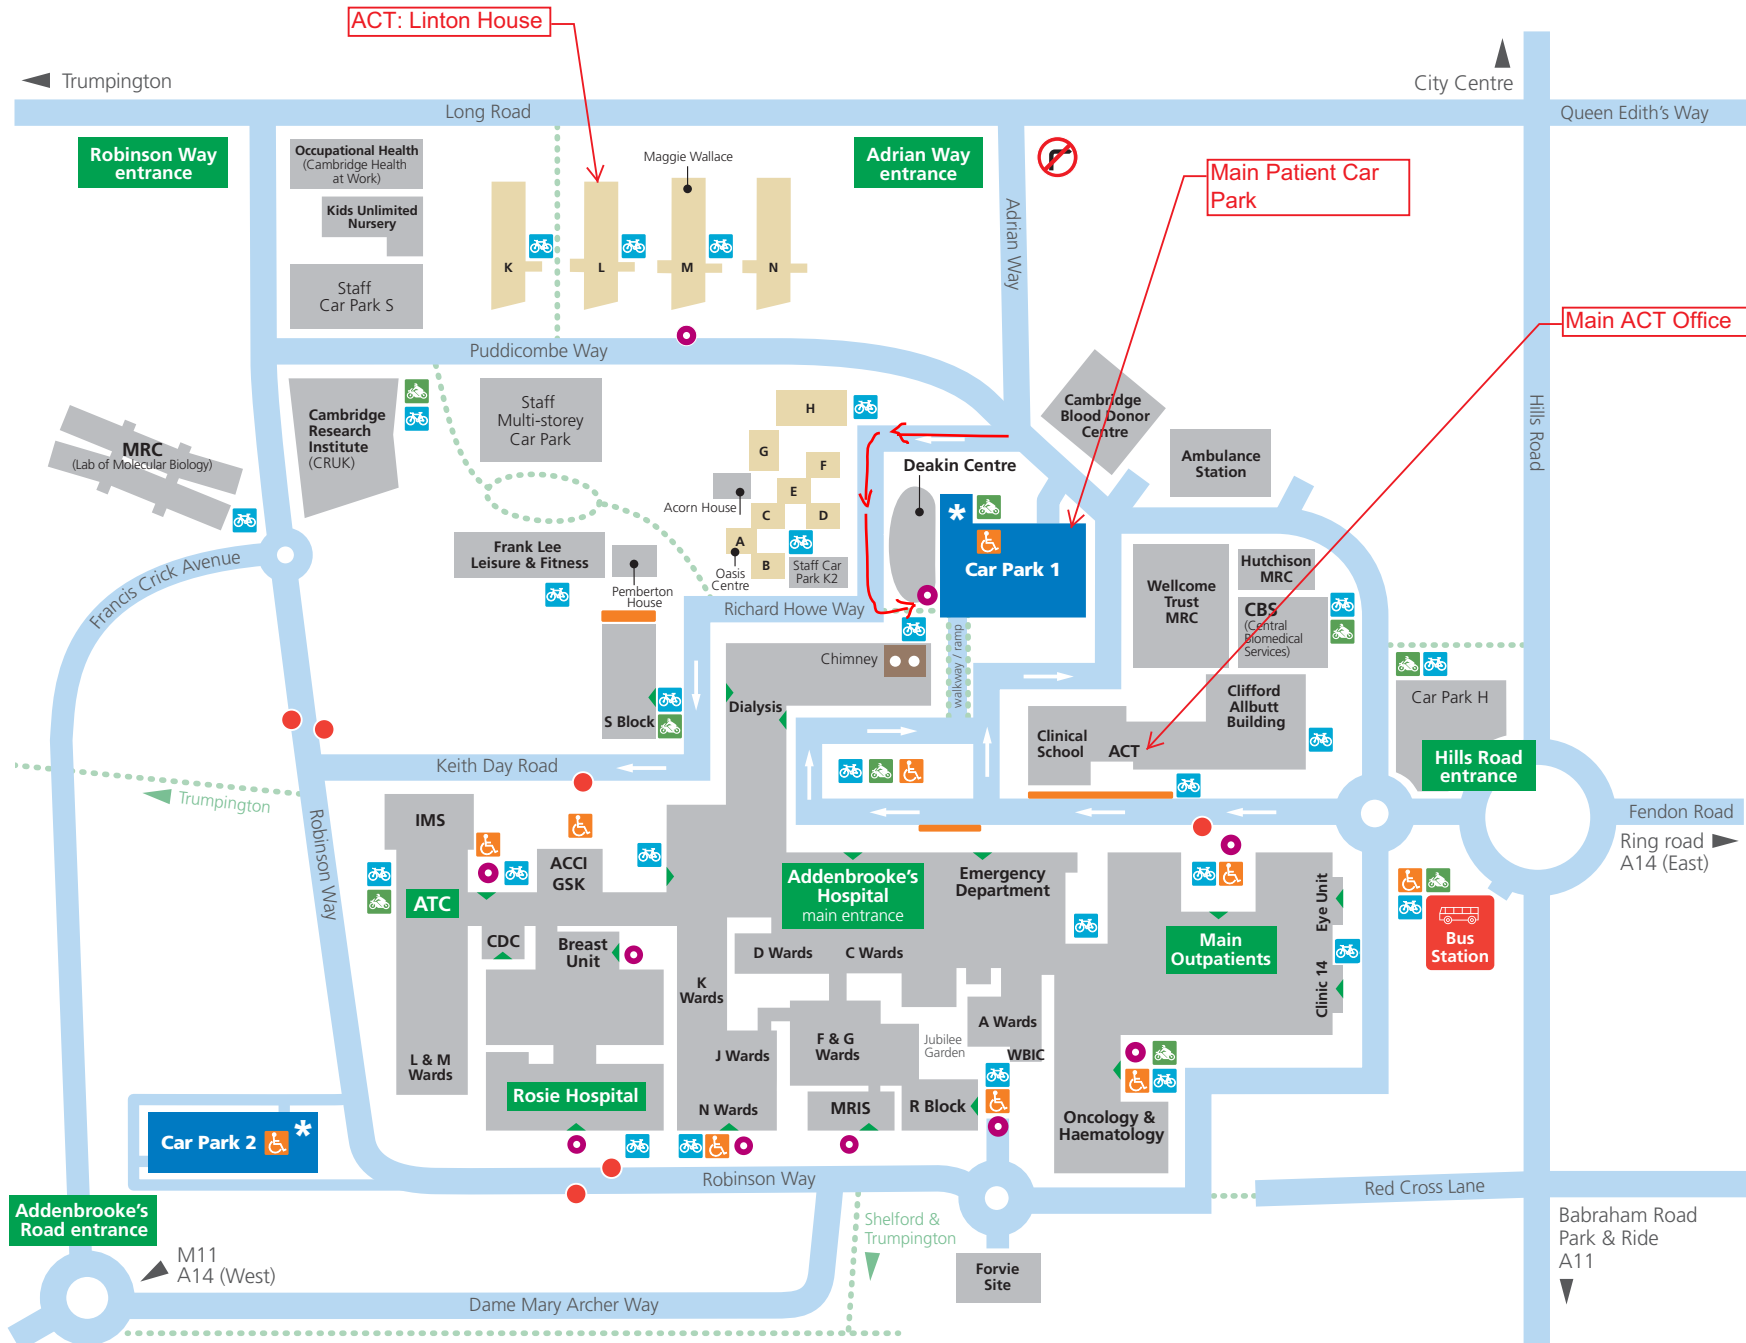 ACT: Linton House
Trumpington
City Centre
Long Road
Queen Edith's Way
Robinson Way
entrance
Occupational Health
(Cambridge Health
at Work)
Maggie Wallace
Adrian Way
entrance
Main Patient Car
Park
Kids Unlimited
Nursery
Adrian Way
K
L
M
N
Staff
Car Park S
Main ACT Office
Puddicombe Way
Hills Road
Cambridge
Research
Institute
(CRUK)
Staff
Multi-storey
Car Park
H
Cambridge
Blood Donor
Centre
MRC
(Lab of Molecular Biology)
G
F
E
Deakin Centre
Ambulance
Station
Acorn House
C
D
*
A
B
Oasis
Centre
Staff Car
Park K2
Car Park 1
Francis Crick Avenue
Frank Lee
Leisure & Fitness
Pemberton
House
Richard Howe Way
Wellcome
Trust
MRC
Hutchison
MRC
CBS
(Central
Biomedical
Services)
walkway / ramp
Chimney
Dialysis
S Block
Clifford
Allbutt
Building
Car Park H
Clinical
School
ACT
Hills Road
entrance
Keith Day Road
Trumpington
Robinson Way
Fendon Road
Ring road
A14 (East)
IMS
ACCI
GSK
ATC
Addenbrooke's
Hospital
main entrance
Emergency
Department
Eye Unit
CDC
Breast
Unit
D Wards
C Wards
Main
Outpatients
Bus
Station
K
Wards
Clinic 14
A Wards
F & G
Wards
Jubilee
Garden
WBIC
J Wards
L & M
Wards
Rosie Hospital
N Wards
MRIS
R Block
Oncology &
Haematology
Car Park 2
*
Robinson Way
Red Cross Lane
Addenbrooke's
Road entrance
Shelford &
Trumpington
Babraham Road
Park & Ride
A11
M11
A14 (West)
Forvie
Site
Dame Mary Archer Way